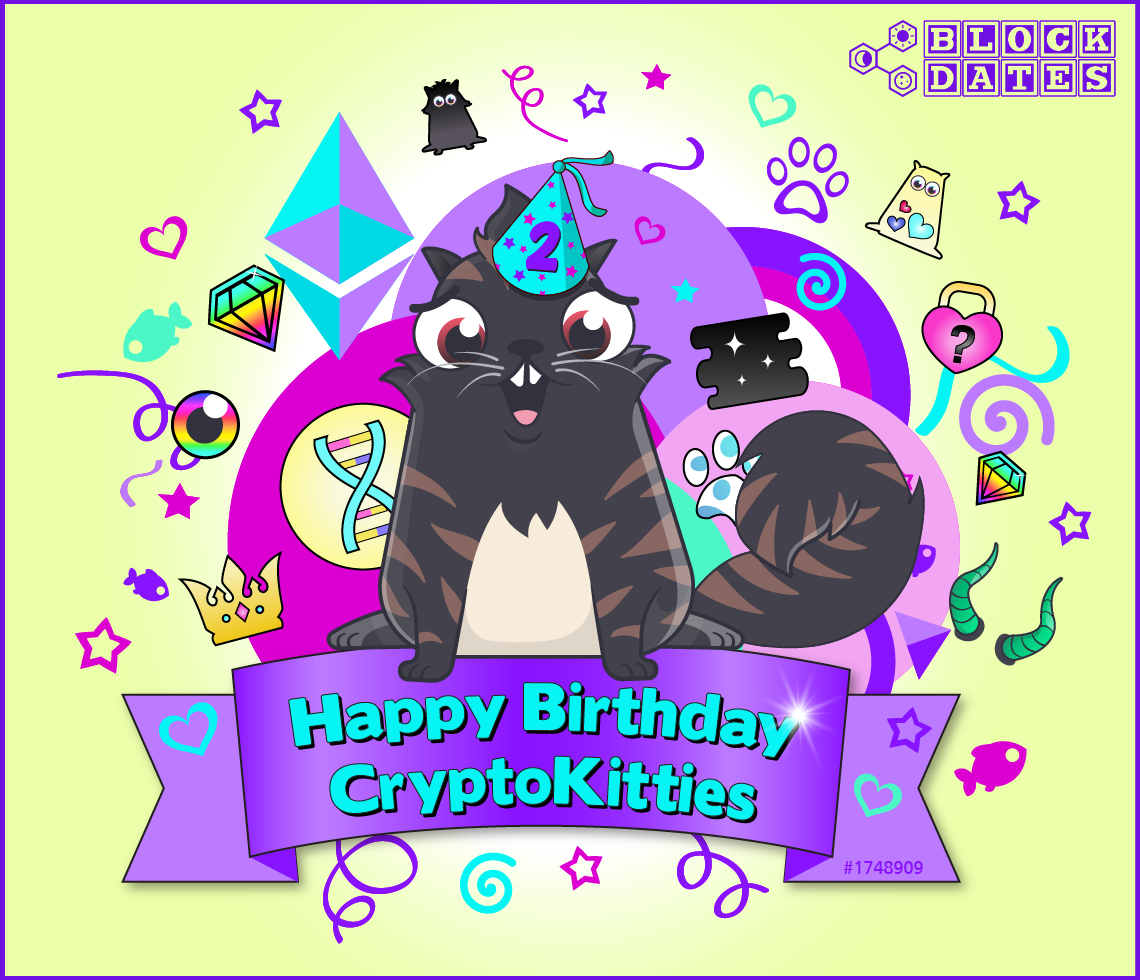 BLOCK
DATES
2
?
Happy Birthday
CryptoKitties
#1748909